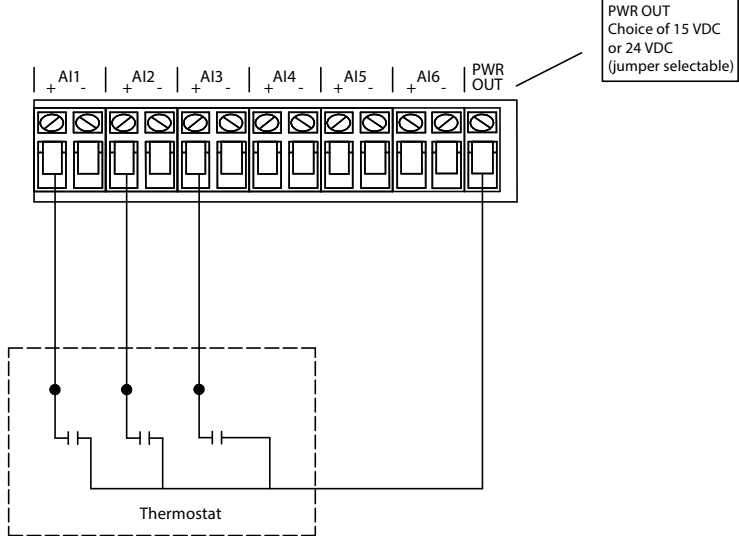 PWR OUT
Choice of 15 VDC
or 24 VDC
(jumper selectable)
AI1 AI2 AI3 AI4 AI5 AI6 PWR
+ - + - + - + - + - + - OUT
Thermostat